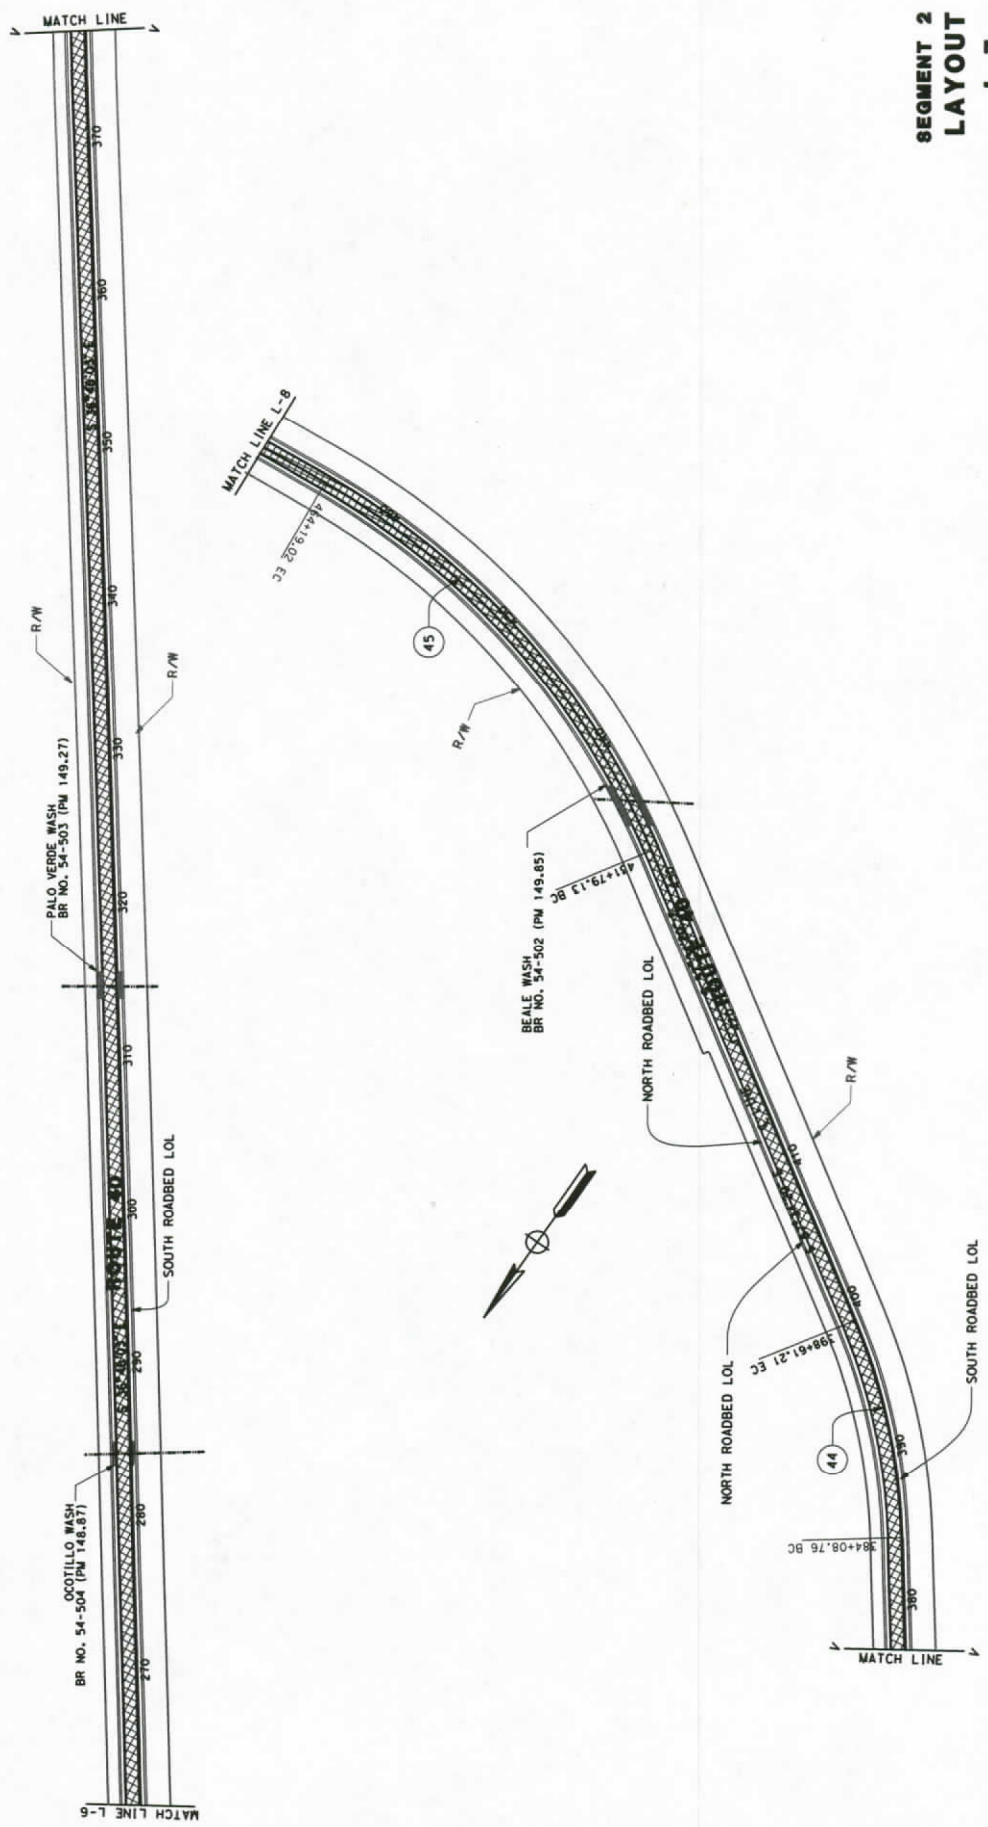 SEGMENT 2
LAYOUT
MATCH LINE L-6
OCOTILLO WASH
BR NO. 54-504 (PM 148.87)
PALO VERDE WASH
BR NO. 54-503 (PM 149.27)
R/W
R/W
MATCH LINE
270
280
290
300
310
320
330
340
350
360
370
ROUTE 40
SOUTH ROADBED LOL
MATCH LINE
380
384+08.76 BC
44
390
SOUTH ROADBED LOL
398+61.21 EC
400
NORTH ROADBED LOL
410
R/W
NORTH ROADBED LOL
ROUTE 40
BEALE WASH
BR NO. 54-502 (PM 149.85)
431+79.13 BC
R/W
45
464+19.02 EC
MATCH LINE L-8